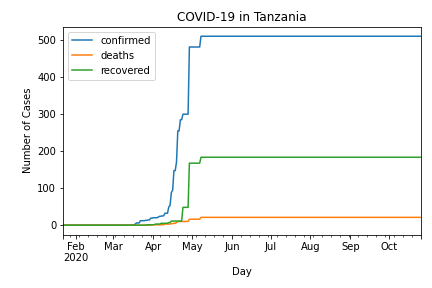 COVID-19 in Tanzania
confirmed
deaths
recovered
Number of Cases
500
400
300
200
100
0
Feb Mar Apr May Jun Jul Aug Sep Oct
2020
Day